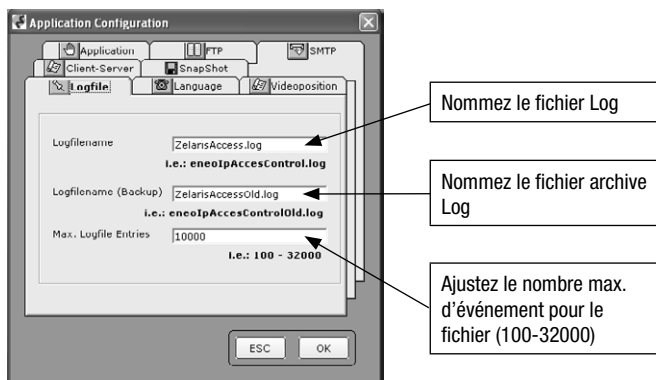 Application Configuration
Application
FTP
SMTP
Client-Server
SnapShot
Logfile
Language
Videoposition
Logfilename
ZelarisAccess.log
i.e.: eneoIpAccesControl.log
Logfilename (Backup)
ZelarisAccessOld.log
i.e.: eneoIpAccesControlOld.log
Max. Logfile Entries
10000
i.e.: 100 - 32000
ESC
OK
Nommez le fichier Log
Nommez le fichier archive
Log
Ajustez le nombre max.
d'événement pour le
fichier (100-32000)